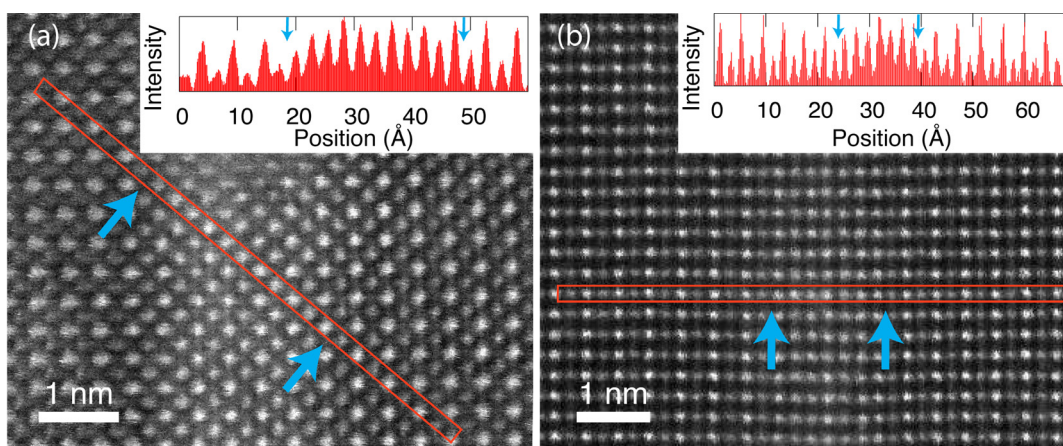 (a)
Intensity
0 10 20 30 40 50
Position (Å)
1 nm
(b)
Intensity
0 10 20 30 40 50 60
Position (Å)
1 nm